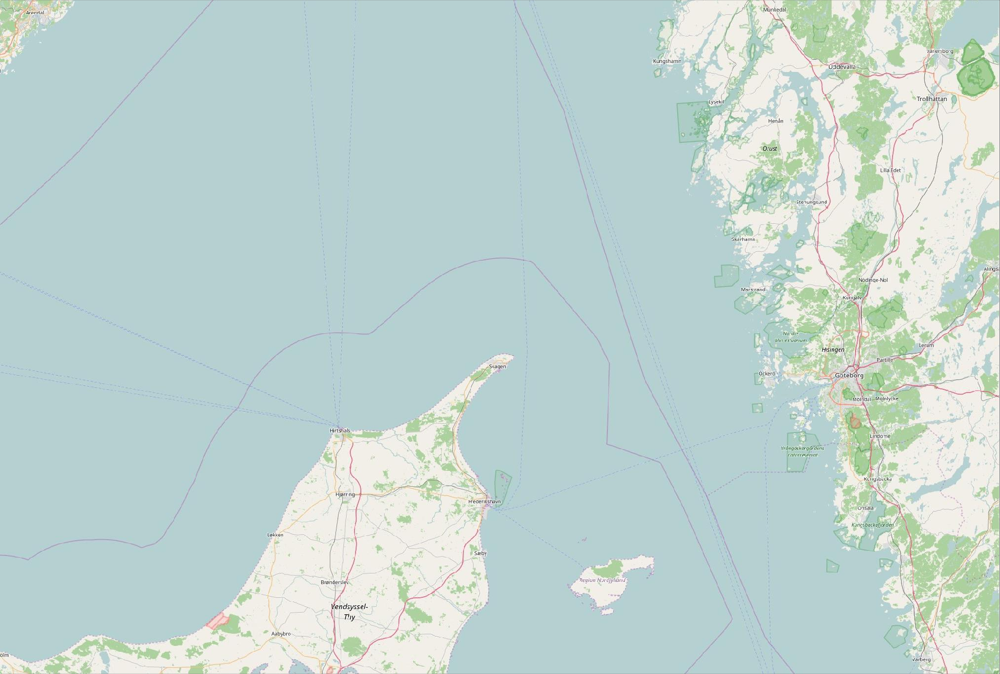 Arendal
Munkedal
Vänersborg
Kungshamn
Uddevalla
Trollhättan
Lysekil
Henån
Orust
Lilla Edet
Stenungsund
Skärhamn
Alings
Nödinge-Nol
Marstrand
Kungälv
Nordre
älvs estuarium
Hisingen
Lerum
Partille
Skagen
Öckerö
Göteborg
Mölndal
Mölnlycke
Hirtshals
Lindome
Vrångöskärgårdens
naturreservat
Kungsbacka
Hjørring
Frederikshavn
Onsala
Kungsbackafjorden
Løkken
Sæby
Region Nordjylland
Brønderslev
Vendsyssel-
Thy
Aabybro
olm
Varberg